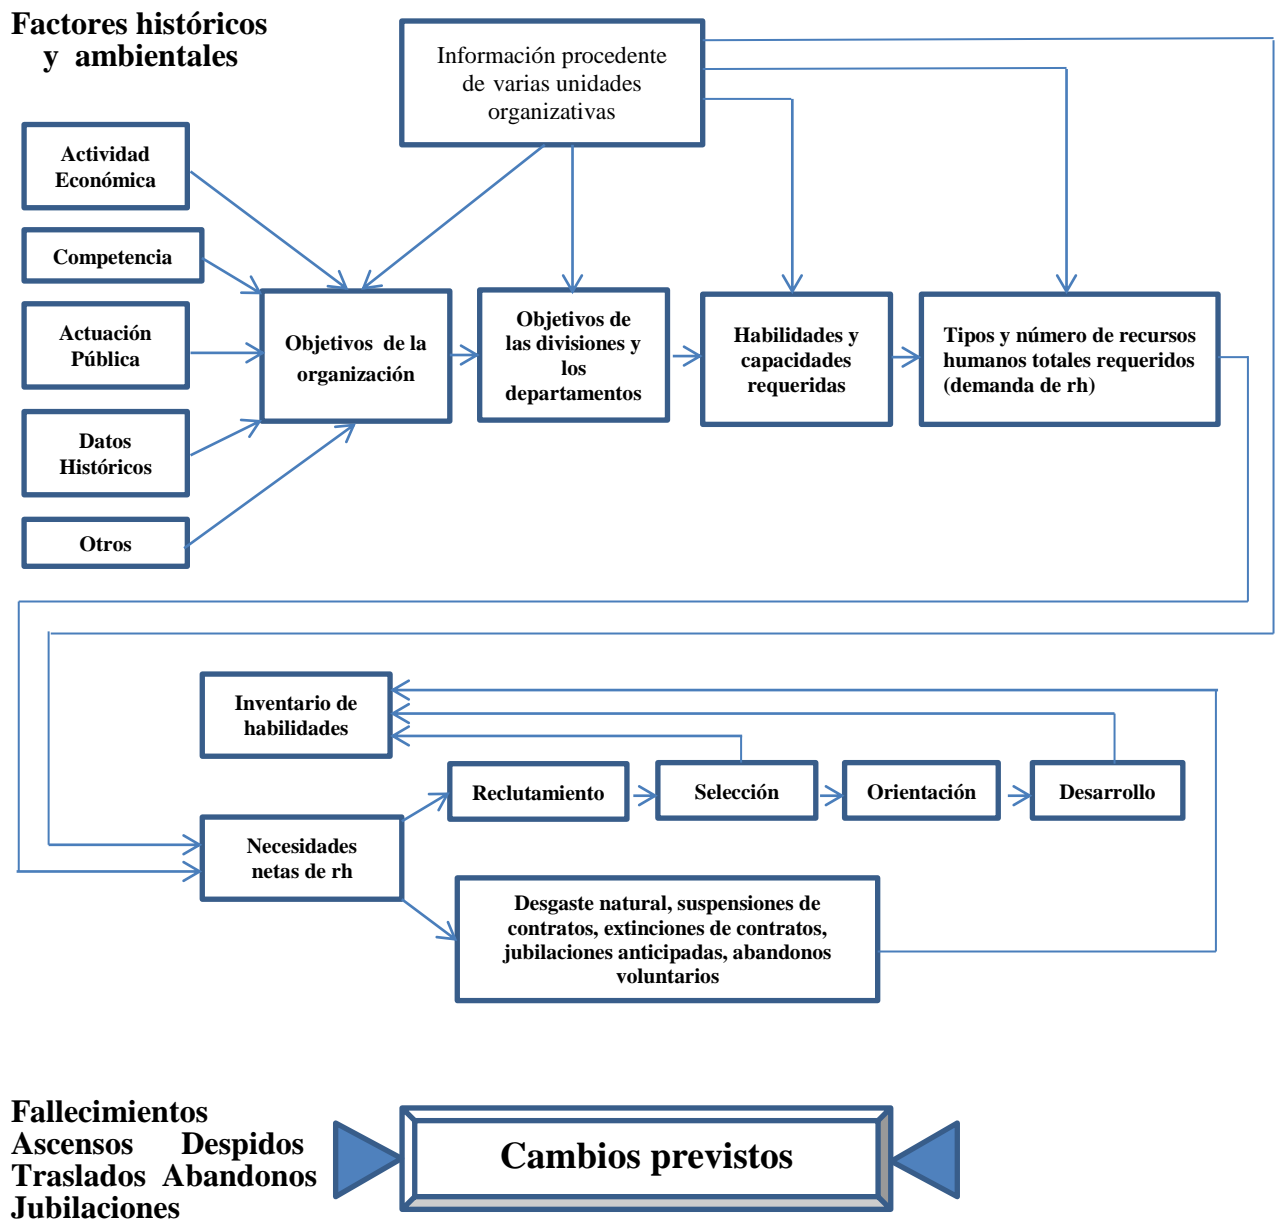 Factores históricos
y ambientales
Información procedente
de varias unidades
organizativas
Actividad
Económica
Competencia
Actuación
Pública
Datos
Históricos
Otros
Objetivos de la
organización
Objetivos de
las divisiones y
los
departamentos
Habilidades y
capacidades
requeridas
Tipos y número de recursos
humanos totales requeridos
(demanda de rh)
Inventario de
habilidades
Reclutamiento
Selección
Orientación
Desarrollo
Necesidades
netas de rh
Desgaste natural, suspensiones de
contratos, extinciones de contratos,
jubilaciones anticipadas, abandonos
voluntarios
Fallecimientos
Ascensos Despidos
Traslados Abandonos
Jubilaciones
Cambios previstos